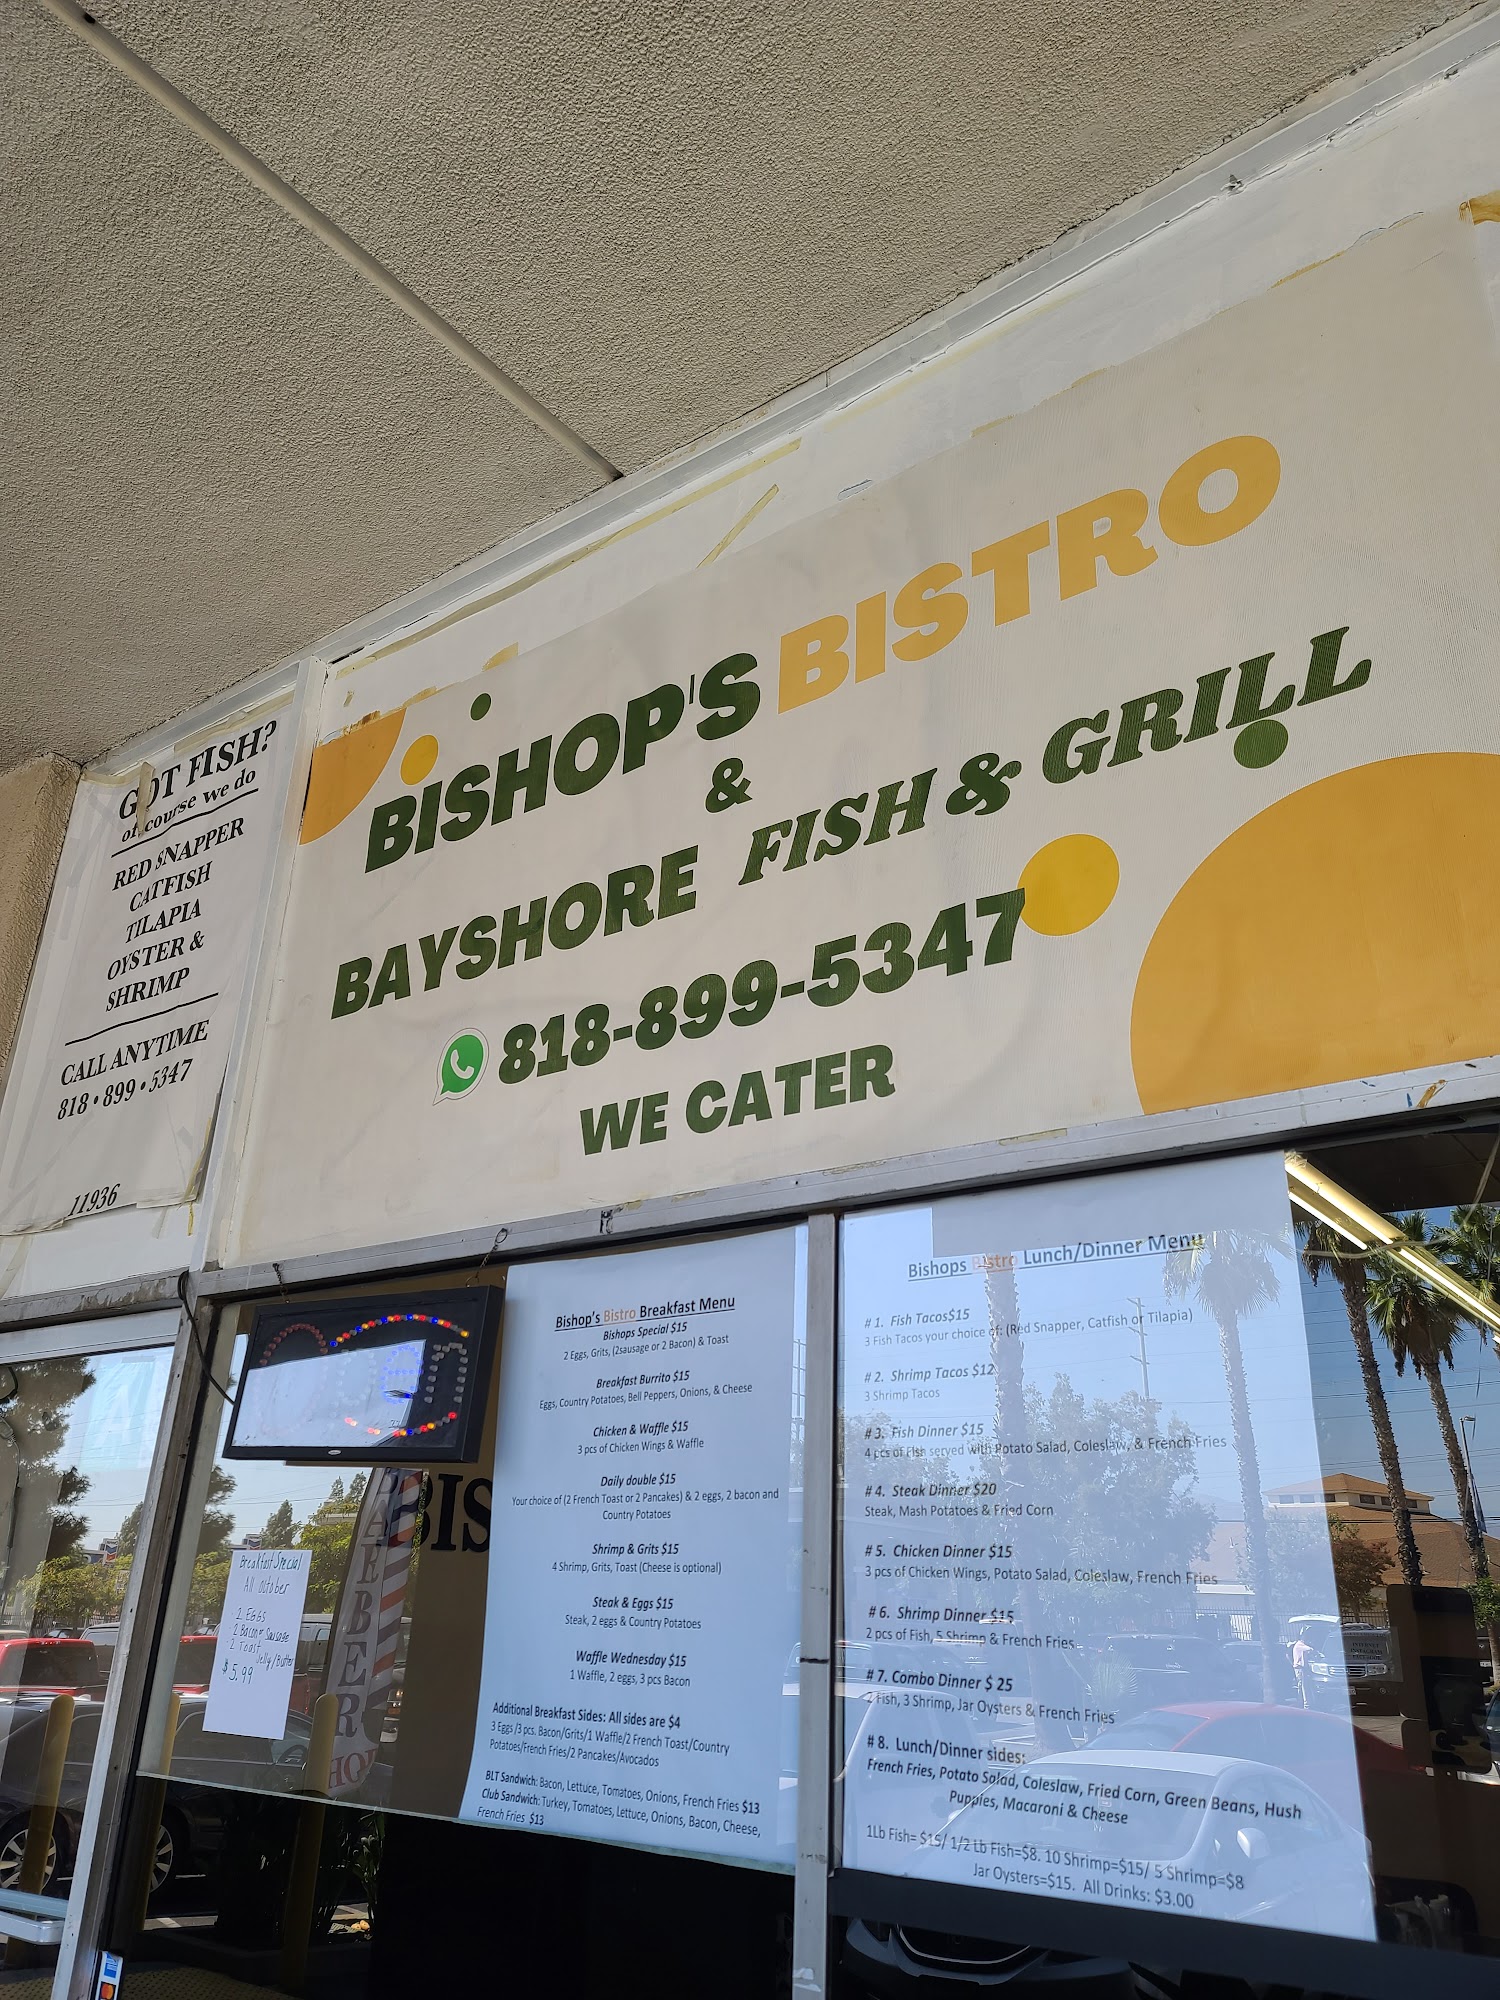 GOT FISH?
of course we do
RED SNAPPER
CATFISH
TILAPIA
OYSTER &
SHRIMP
CALL ANYTIME
818 • 899 • 5347
11936
BISHOP'S BISTRO
&
BAYSHORE FISH & GRILL
818-899-5347
WE CATER
Breakfast Special
All october
2 EGGS
2 Bacon or Sausage
2 Toast
Jelly/Butter
$5.99
BARBER
SHOP
BIS
Bishop's Bistro Breakfast Menu
Bishops Special $15
2 Eggs, Grits, (2sausage or 2 Bacon) & Toast
Breakfast Burrito $15
Eggs, Country Potatoes, Bell Peppers, Onions, & Cheese
Chicken & Waffle $15
3 pcs of Chicken Wings & Waffle
Daily double $15
Your choice of (2 French Toast or 2 Pancakes) & 2 eggs, 2 bacon and
Country Potatoes
Shrimp & Grits $15
4 Shrimp, Grits, Toast (Cheese is optional)
Steak & Eggs $15
Steak, 2 eggs & Country Potatoes
Waffle Wednesday $15
1 Waffle, 2 eggs, 3 pcs Bacon
Additional Breakfast Sides: All sides are $4
3 Eggs /3 pcs. Bacon/Grits/1 Waffle/2 French Toast/Country
Potatoes/French Fries/2 Pancakes/Avocados
BLT Sandwich: Bacon, Lettuce, Tomatoes, Onions, French Fries $13
Club Sandwich: Turkey, Tomatoes, Lettuce, Onions, Bacon, Cheese,
French Fries $13
Bishops Bistro Lunch/Dinner Menu
# 1. Fish Tacos$15
3 Fish Tacos your choice of: (Red Snapper, Catfish or Tilapia)
# 2. Shrimp Tacos $12
3 Shrimp Tacos
# 3. Fish Dinner $15
4 pcs of Fish served with Potato Salad, Coleslaw, & French Fries
# 4. Steak Dinner $20
Steak, Mash Potatoes & Fried Corn
# 5. Chicken Dinner $15
3 pcs of Chicken Wings, Potato Salad, Coleslaw, French Fries
# 6. Shrimp Dinner $15
2 pcs of Fish, 5 Shrimp & French Fries
# 7. Combo Dinner $ 25
2 Fish, 3 Shrimp, Jar Oysters & French Fries
# 8. Lunch/Dinner sides:
French Fries, Potato Salad, Coleslaw, Fried Corn, Green Beans, Hush
Puppies, Macaroni & Cheese
1Lb Fish= $15/ 1/2 Lb Fish=$8. 10 Shrimp=$15/ 5 Shrimp=$8
Jar Oysters=$15. All Drinks: $3.00